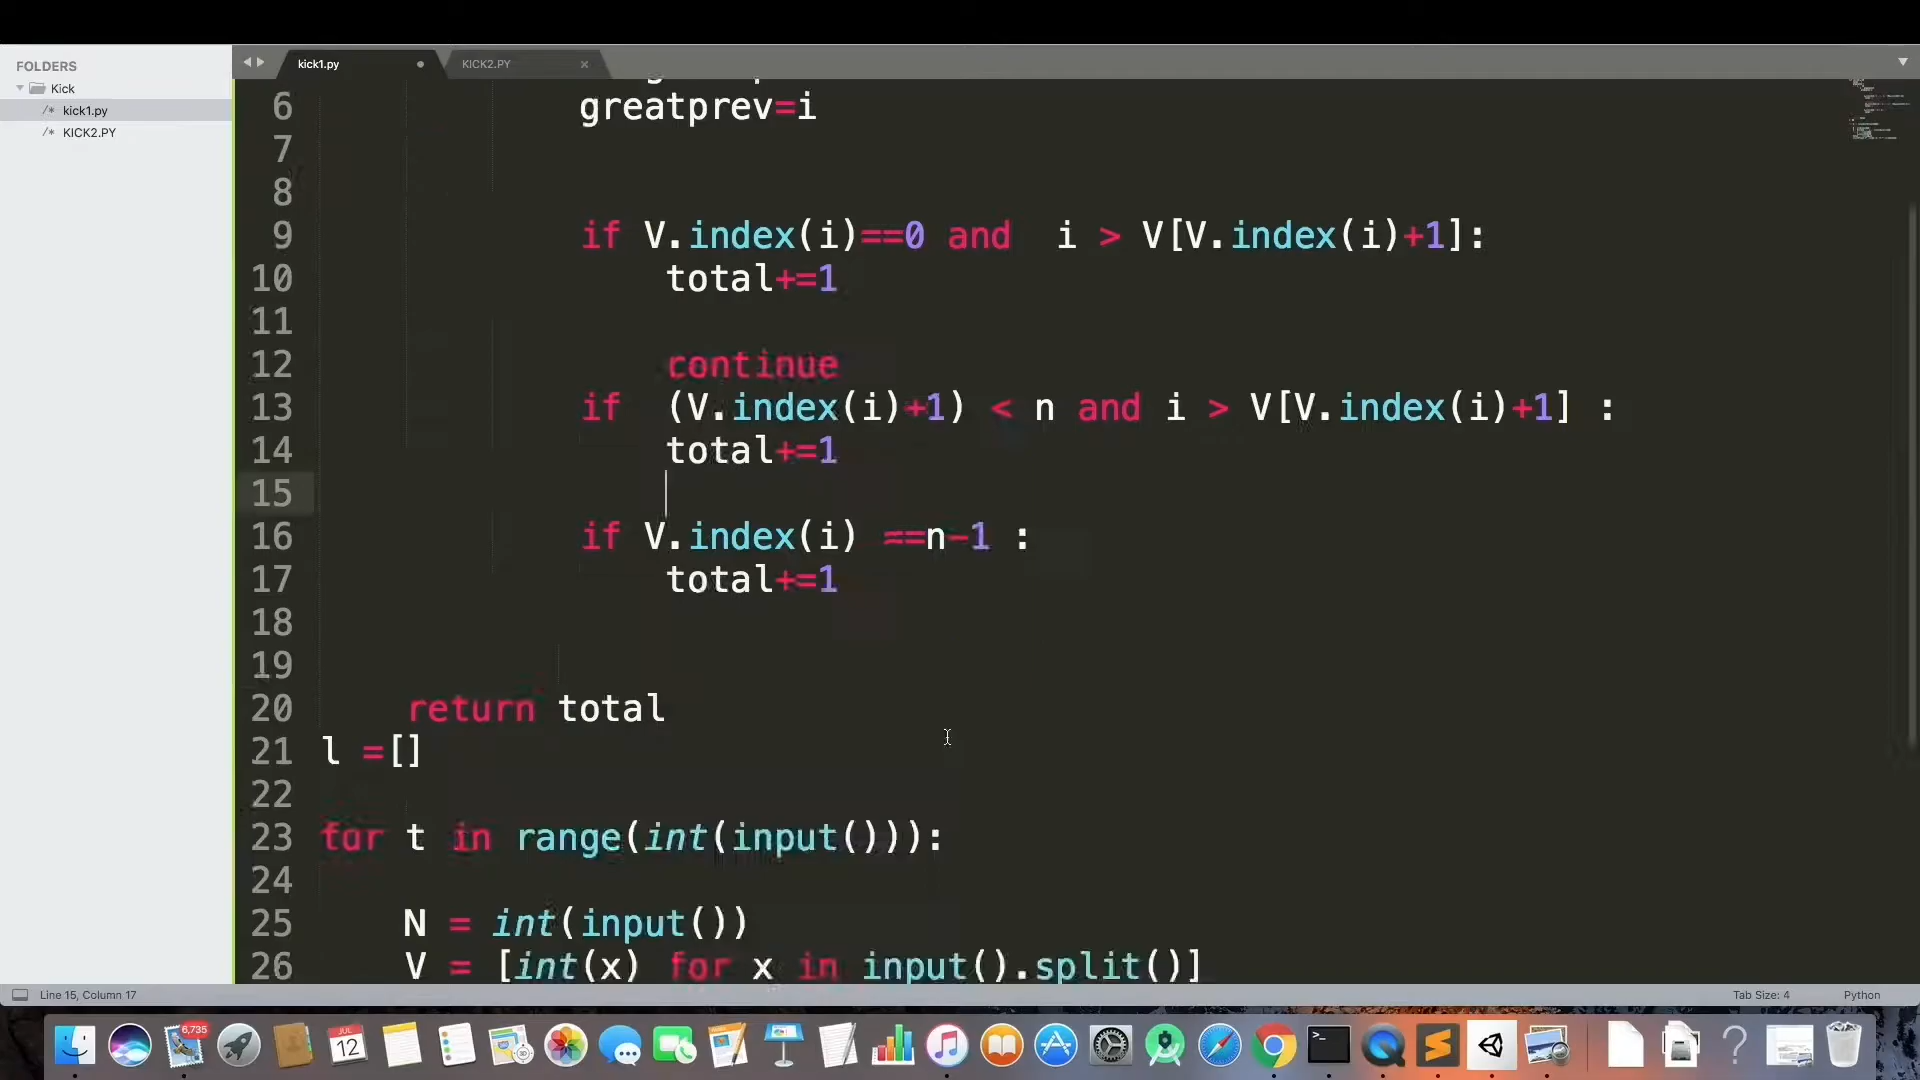 FOLDERS
Kick
/* kick1.py
/* KICK2.PY
kick1.py
KICK2.PY
6 greatprev=i
7
8
9 if V.index(i)==0 and  i > V[V.index(i)+1]:
10 total+=1
11
12 continue
13 if  (V.index(i)+1) < n and i > V[V.index(i)+1] :
14 total+=1
15
16 if V.index(i) ==n-1 :
17 total+=1
18
19
20 return total
21 l =[]
22
23 for t in range(int(input())):
24
25 N = int(input())
26 V = [int(x) for x in input().split()]
Line 15, Column 17
Tab Size: 4
Python
6,735
JUL
12